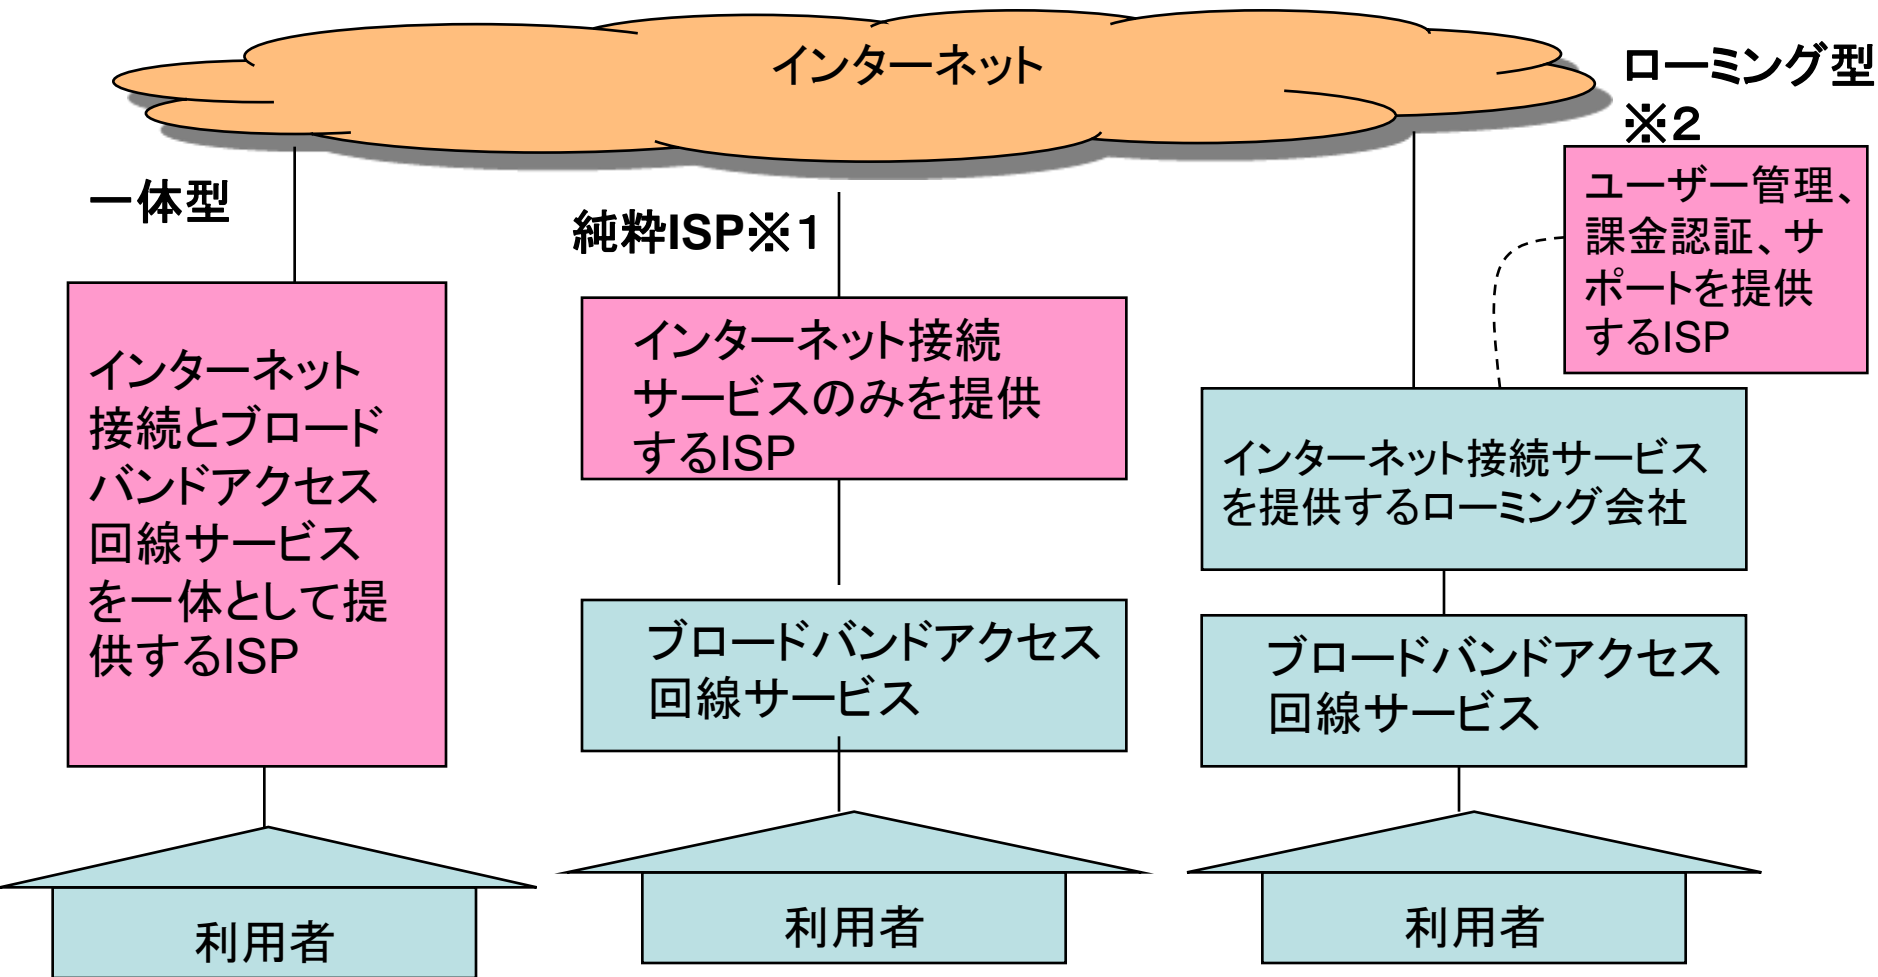 インターネット
ローミング型
※2
一体型
純粋ISP※1
ユーザー管理、
課金認証、サ
ポートを提供
するISP
インターネット
接続とブロード
バンドアクセス
回線サービス
を一体として提
供するISP
インターネット接続
サービスのみを提供
するISP
インターネット接続サービス
を提供するローミング会社
ブロードバンドアクセス
回線サービス
ブロードバンドアクセス
回線サービス
利用者
利用者
利用者